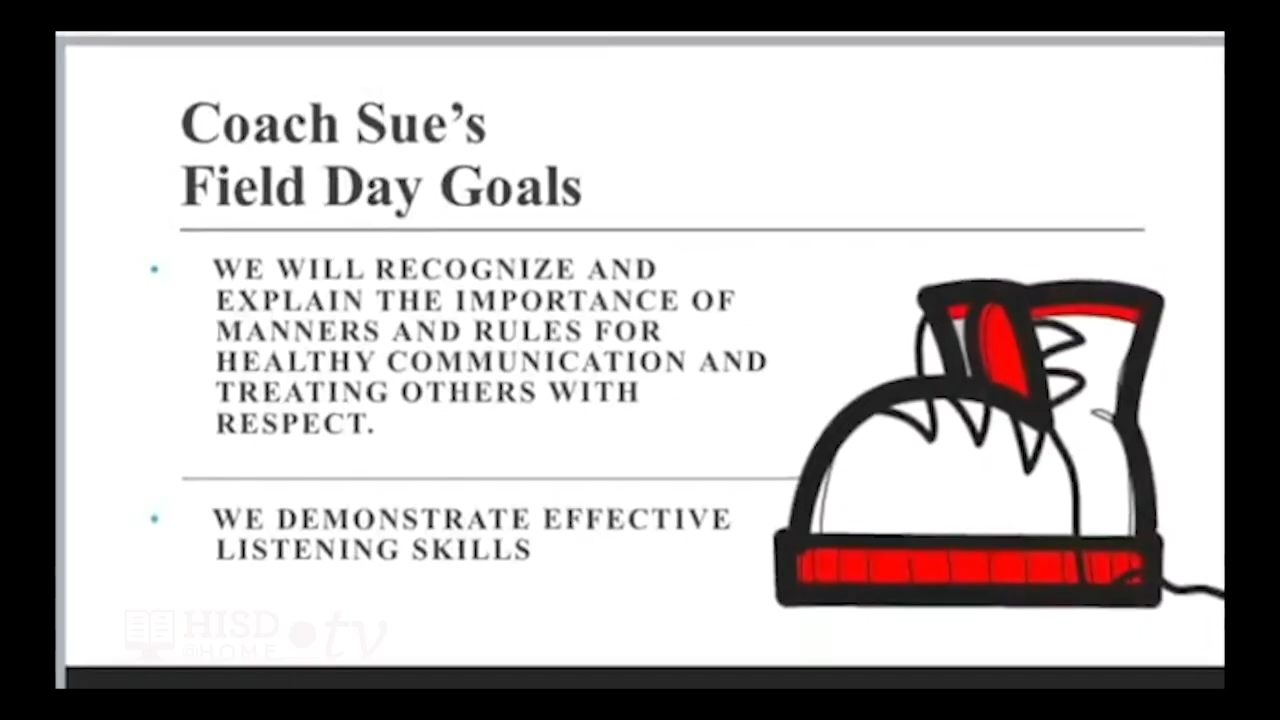 Coach Sue’s
Field Day Goals
WE WILL RECOGNIZE AND
EXPLAIN THE IMPORTANCE OF
MANNERS AND RULES FOR
HEALTHY COMMUNICATION AND
TREATING OTHERS WITH
RESPECT.
WE DEMONSTRATE EFFECTIVE
LISTENING SKILLS
HISD
@HOME
tv